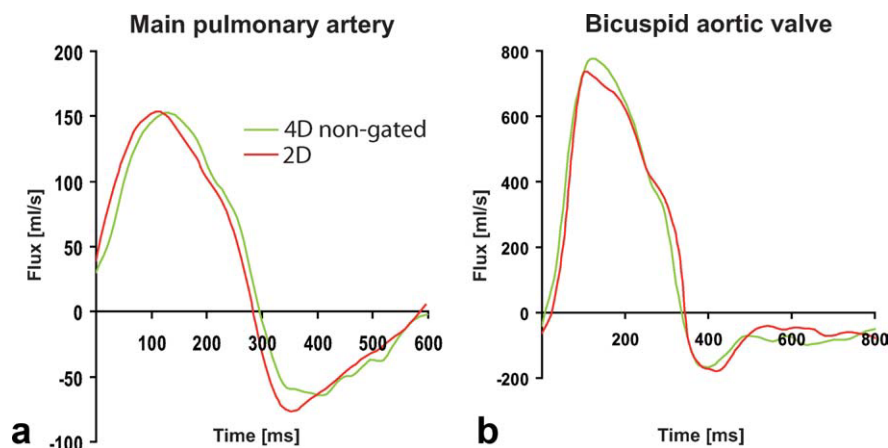 Main pulmonary artery
200
150
100
50
0
-50
-100
Flux [ml/s]
4D non-gated
2D
100 200 300 400 500 600
Time [ms]
a
Bicuspid aortic valve
800
600
400
200
0
-200
Flux [ml/s]
200 400 600 800
Time [ms]
b